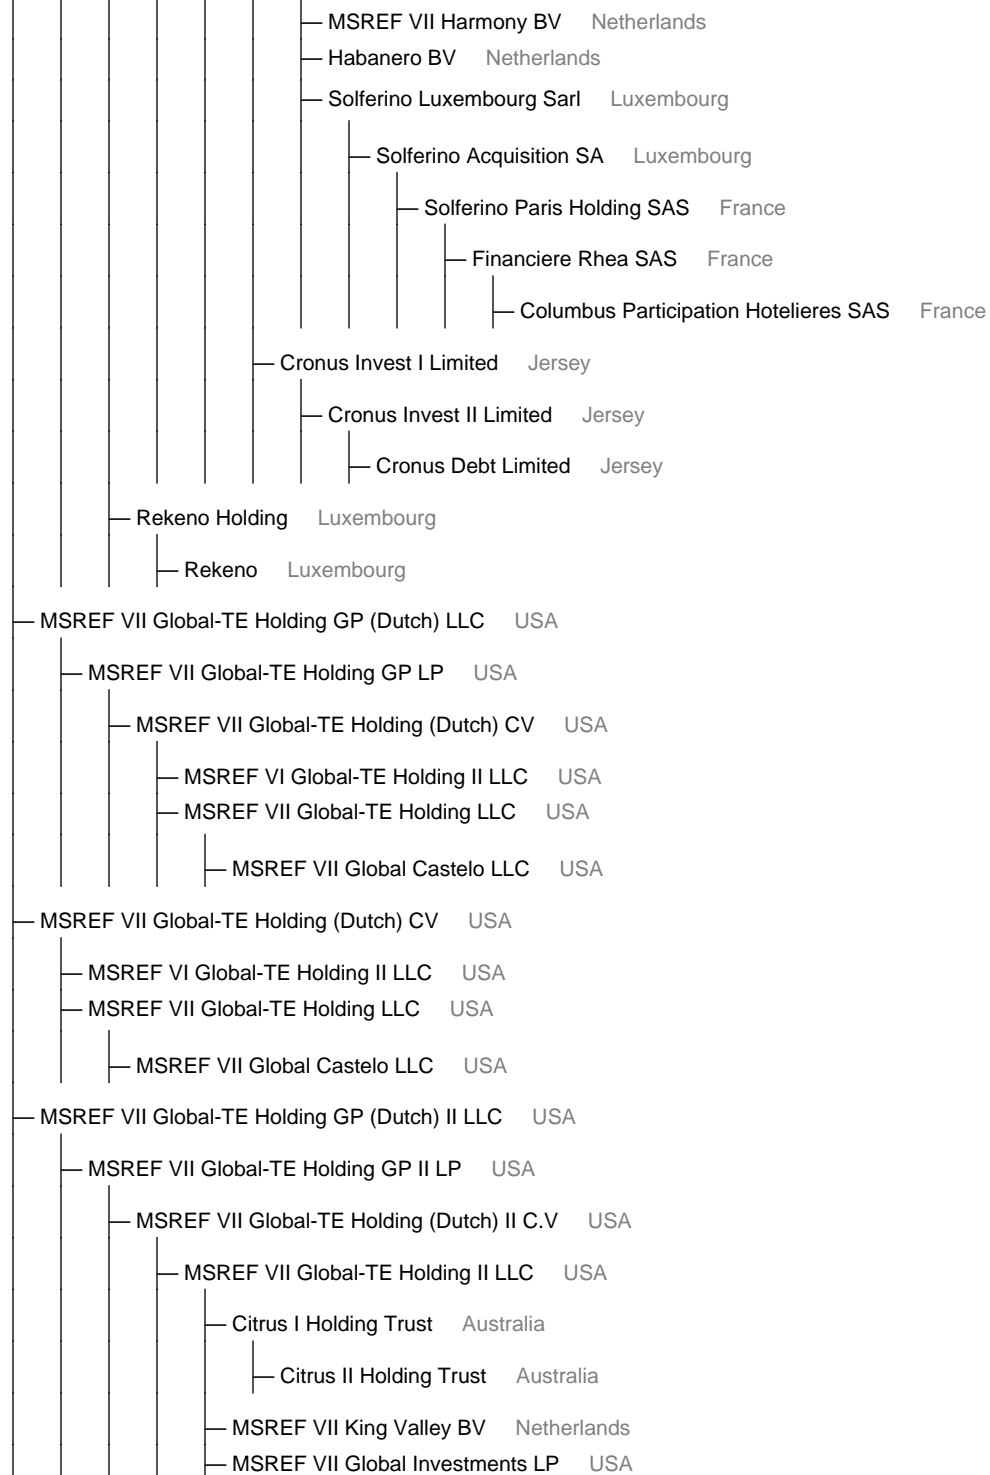 MSREF VII Harmony BV Netherlands
Habanero BV Netherlands
Solferino Luxembourg Sarl Luxembourg
Solferino Acquisition SA Luxembourg
Solferino Paris Holding SAS France
Financiere Rhea SAS France
Columbus Participation Hotelieres SAS France
Cronus Invest I Limited Jersey
Cronus Invest II Limited Jersey
Cronus Debt Limited Jersey
Rekeno Holding Luxembourg
Rekeno Luxembourg
MSREF VII Global-TE Holding GP (Dutch) LLC USA
MSREF VII Global-TE Holding GP LP USA
MSREF VII Global-TE Holding (Dutch) CV USA
MSREF VI Global-TE Holding II LLC USA
MSREF VII Global-TE Holding LLC USA
MSREF VII Global Castelo LLC USA
MSREF VII Global-TE Holding (Dutch) CV USA
MSREF VI Global-TE Holding II LLC USA
MSREF VII Global-TE Holding LLC USA
MSREF VII Global Castelo LLC USA
MSREF VII Global-TE Holding GP (Dutch) II LLC USA
MSREF VII Global-TE Holding GP II LP USA
MSREF VII Global-TE Holding (Dutch) II C.V USA
MSREF VII Global-TE Holding II LLC USA
Citrus I Holding Trust Australia
Citrus II Holding Trust Australia
MSREF VII King Valley BV Netherlands
MSREF VII Global Investments LP USA